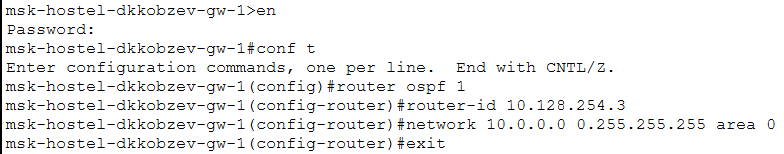 msk-hostel-dkkobzev-gw-1>en
Password:
msk-hostel-dkkobzev-gw-1#conf t
Enter configuration commands, one per line.  End with CNTL/Z.
msk-hostel-dkkobzev-gw-1(config)#router ospf 1
msk-hostel-dkkobzev-gw-1(config-router)#router-id 10.128.254.3
msk-hostel-dkkobzev-gw-1(config-router)#network 10.0.0.0 0.255.255.255 area 0
msk-hostel-dkkobzev-gw-1(config-router)#exit